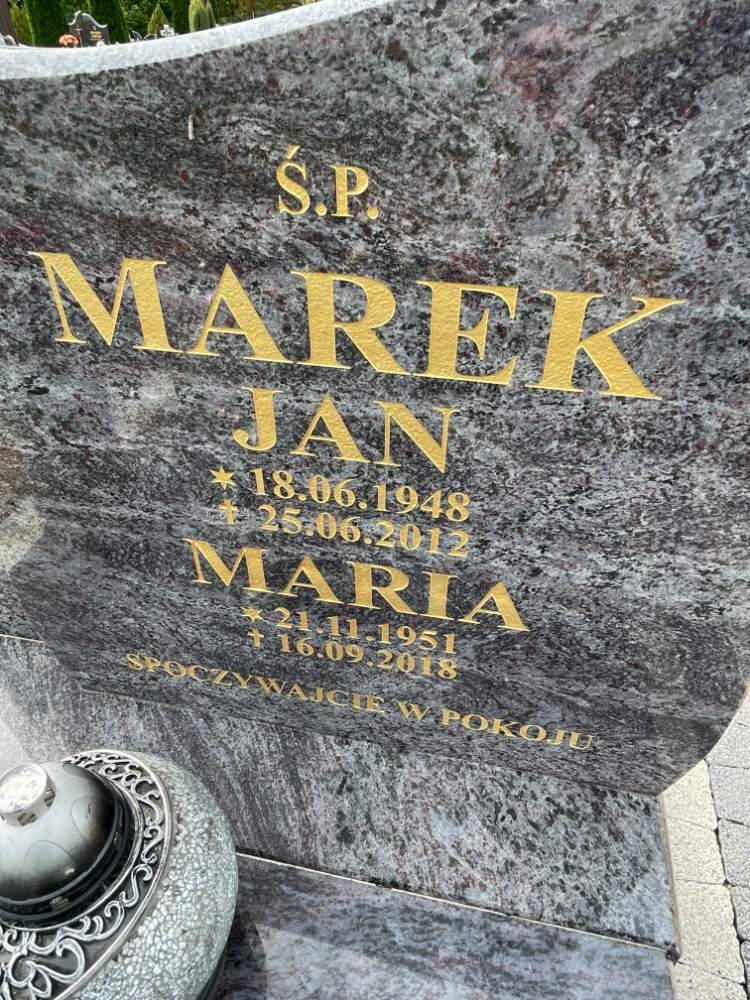 Ś.P.
MAREK
JAN
✶ 18.06.1948
† 25.06.2012
MARIA
✶ 21.11.1951
† 16.09.2018
SPOCZYWAJCIE W POKOJU